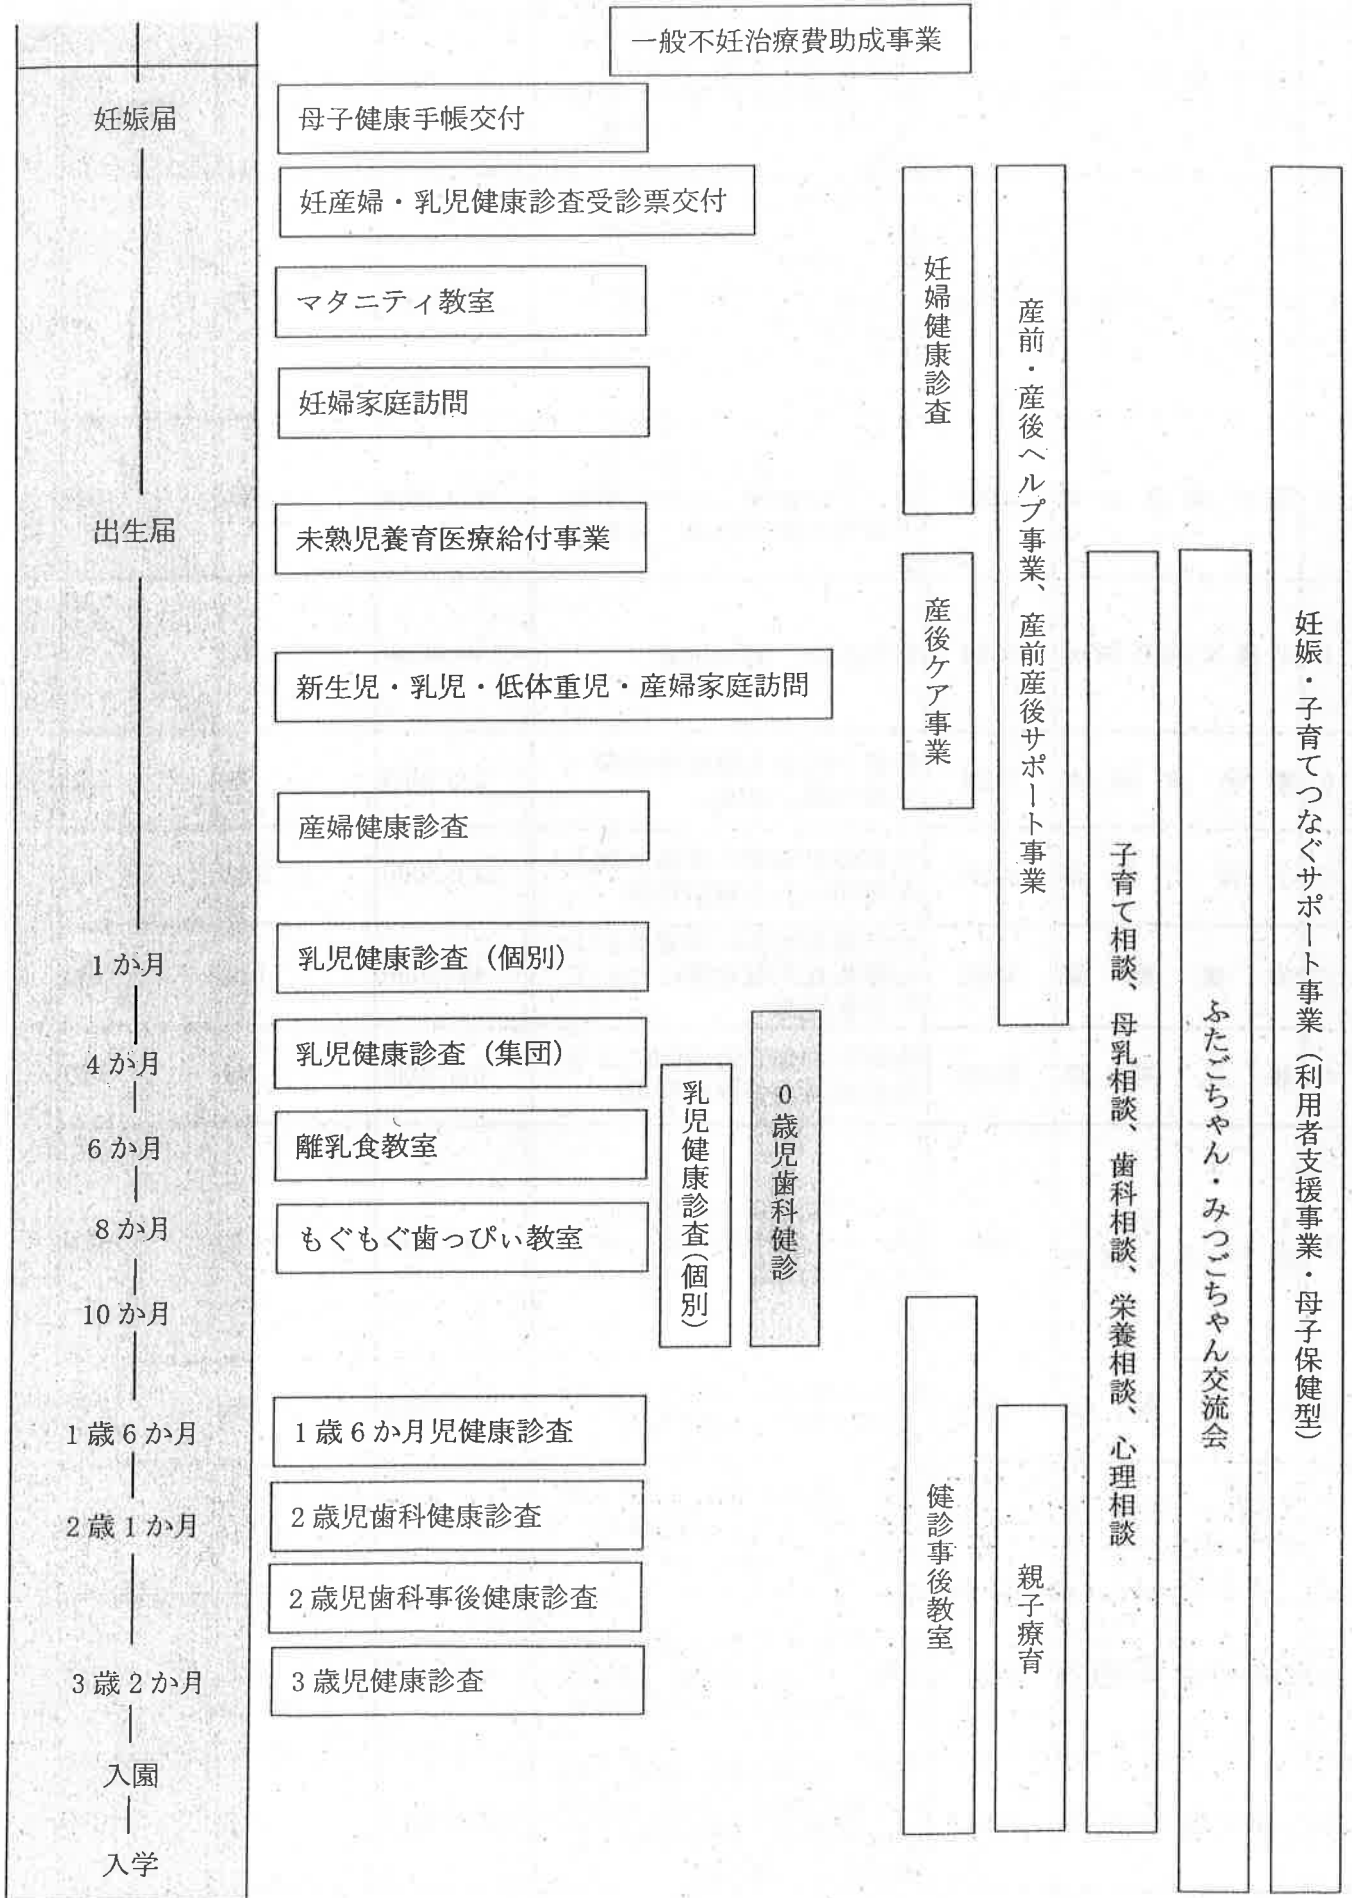 一般不妊治療費助成事業
妊娠届
母子健康手帳交付
妊産婦・乳児健康診査受診票交付
マタニティ教室
妊婦家庭訪問
出生届
未熟児養育医療給付事業
新生児・乳児・低体重児・産婦家庭訪問
産婦健康診査
1か月
乳児健康診査（個別）
4か月
乳児健康診査（集団）
6か月
離乳食教室
8か月
もぐもぐ歯っぴぃ教室
10か月
1歳6か月
1歳6か月児健康診査
2歳1か月
2歳児歯科健康診査
2歳児歯科事後健康診査
3歳2か月
3歳児健康診査
入園
入学
乳児健康診査（個別）
0歳児歯科健診
妊婦健康診査
産後ケア事業
健診事後教室
産前・産後ヘルプ事業、産前産後サポート事業
親子療育
子育て相談、母乳相談、歯科相談、栄養相談、心理相談
ふたごちゃん・みつごちゃん交流会
妊娠・子育てつなぐサポート事業（利用者支援事業・母子保健型）